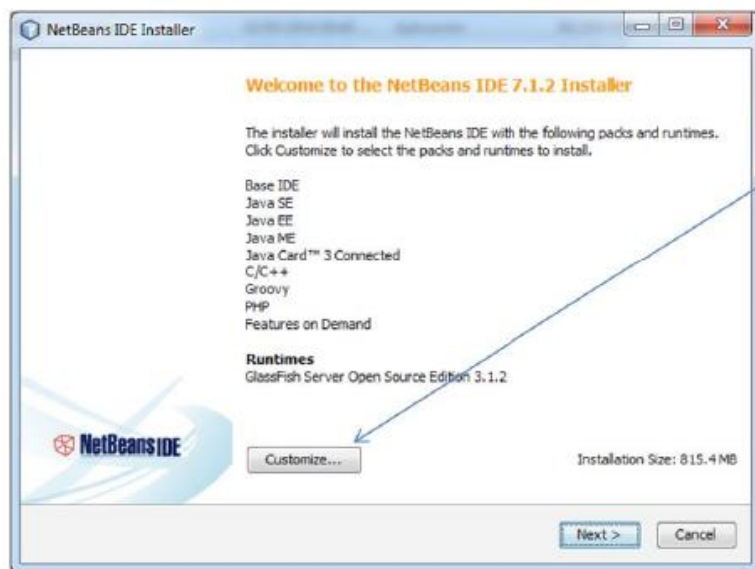 NetBeans IDE Installer
Welcome to the NetBeans IDE 7.1.2 Installer
The installer will install the NetBeans IDE with the following packs and runtimes.
Click Customize to select the packs and runtimes to install.
Base IDE
Java SE
Java EE
Java ME
Java Card™ 3 Connected
C/C++
Groovy
PHP
Features on Demand
Runtimes
GlassFish Server Open Source Edition 3.1.2
NetBeans IDE
Customize...
Installation Size: 815.4 MB
Next >
Cancel